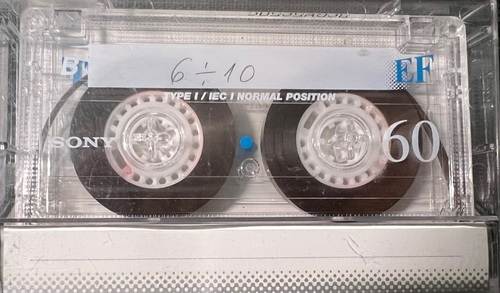 6 ÷ 10
EF
TYPE I / IEC I NORMAL POSITION
SONY
60